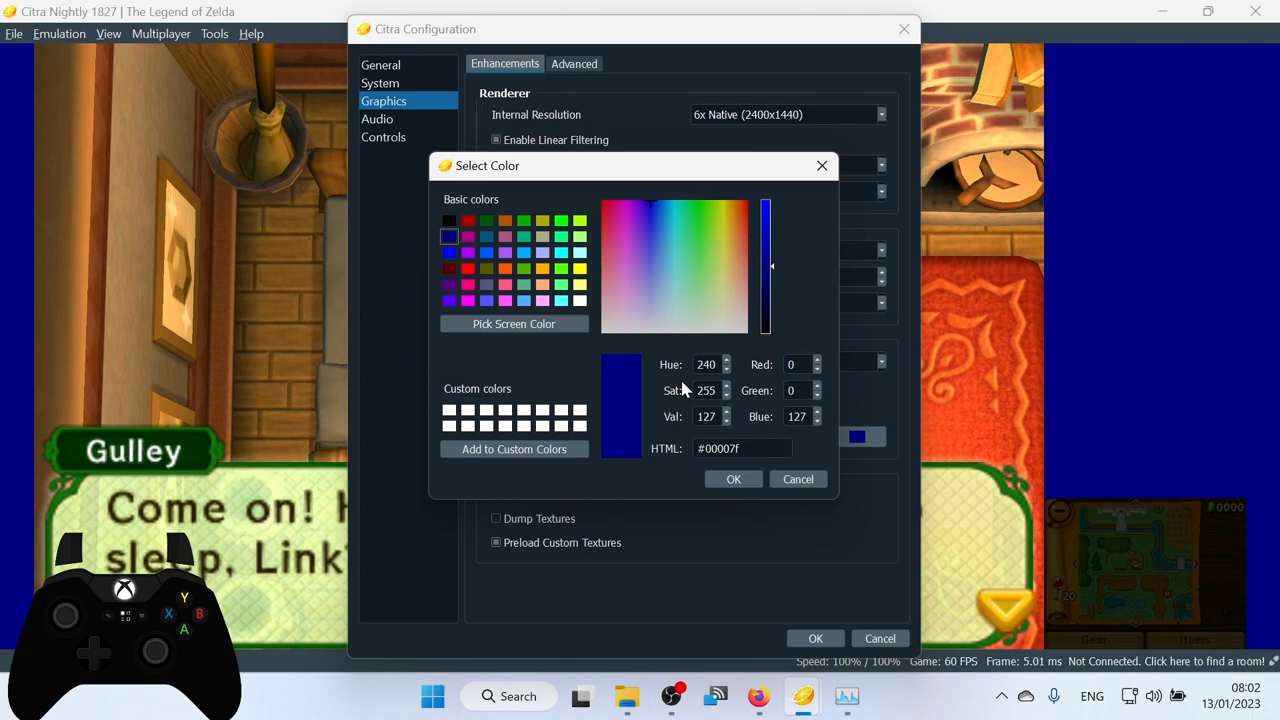 Citra Nightly 1827 | The Legend of Zelda
File Emulation View Multiplayer Tools Help
Citra Configuration
General
System
Graphics
Audio
Controls
Enhancements Advanced
Renderer
Internal Resolution 6x Native (2400x1440)
Enable Linear Filtering
Select Color
Basic colors
Pick Screen Color
Custom colors
Add to Custom Colors
Hue: 240 Red: 0
Sat: 255 Green: 0
Val: 127 Blue: 127
HTML: #00007f
OK Cancel
Dump Textures
Preload Custom Textures
OK Cancel
Gulley
Come on! H
sleep, Link
0000
20
Gear Items
Y
X B
A
Speed: 100% / 100% Game: 60 FPS Frame: 5.01 ms Not Connected. Click here to find a room!
Search
ENG
08:02
13/01/2023